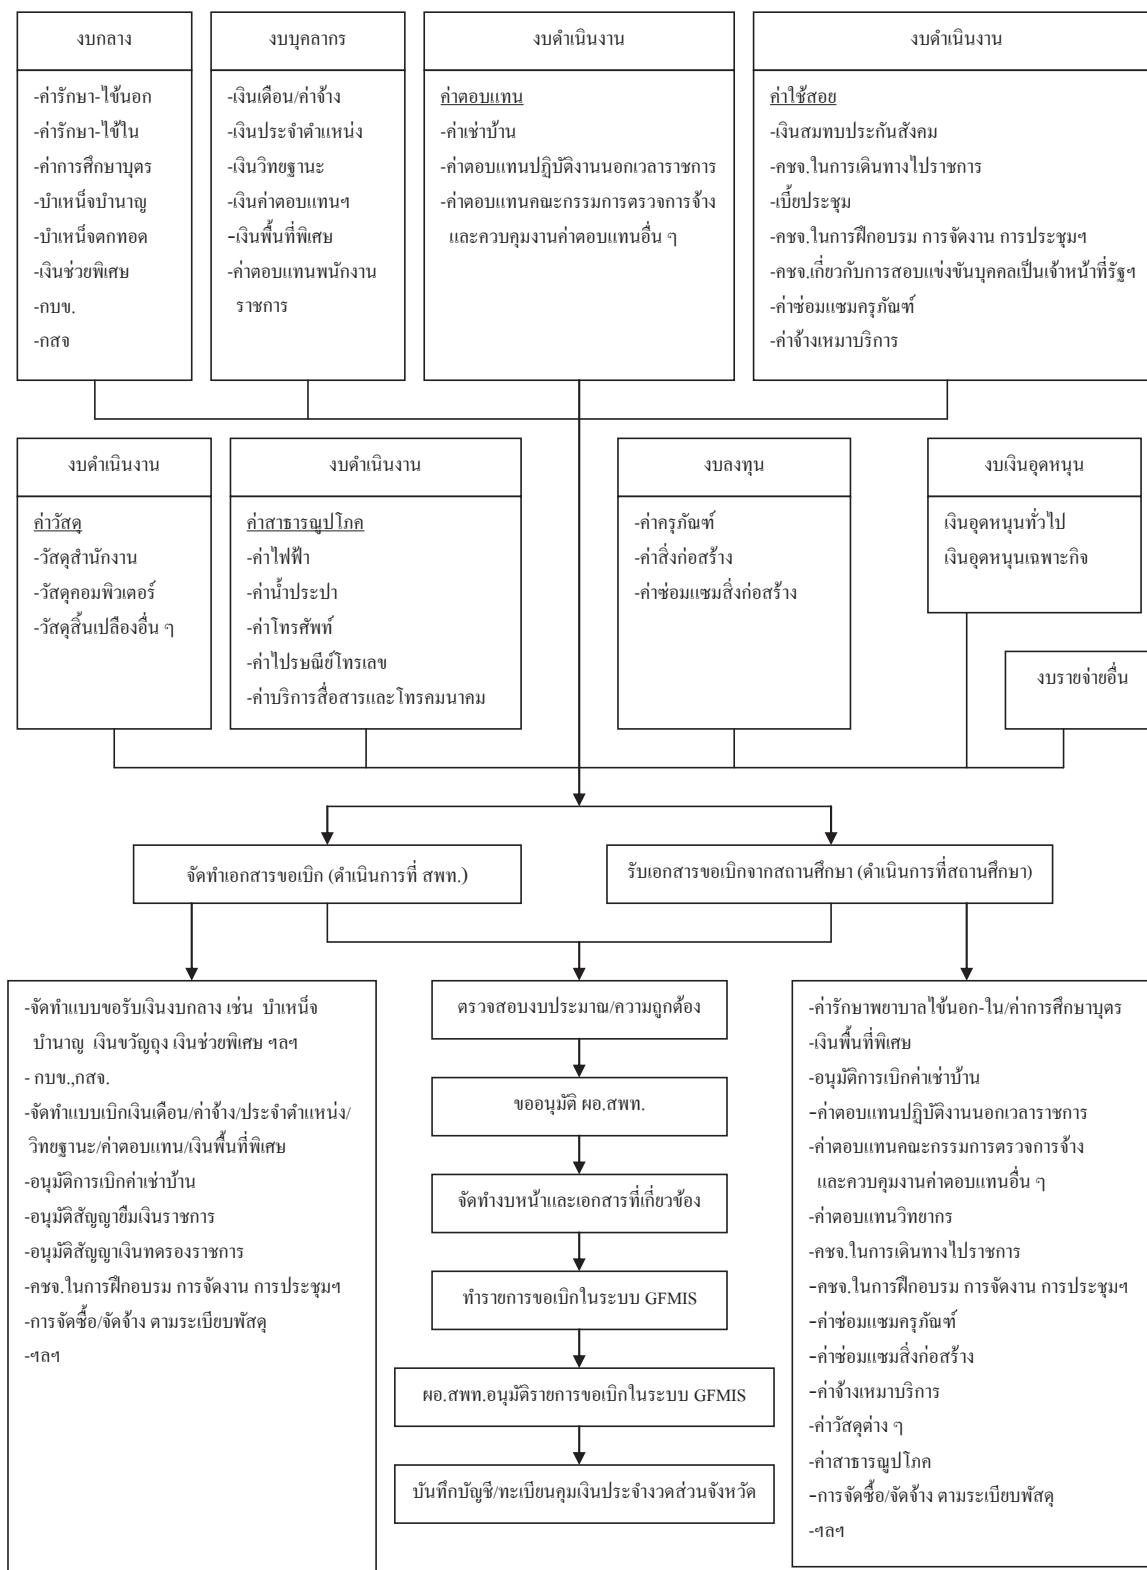 งบกลาง
-ค่ารักษา-ไข้นอก
-ค่ารักษา-ไข้ใน
-ค่าการศึกษาบุตร
-บำเหน็จบำนาญ
-บำเหน็จตกทอด
-เงินช่วยพิเศษ
-กบข.
-กสจ
งบบุคลากร
-เงินเดือน/ค่าจ้าง
-เงินประจำตำแหน่ง
-เงินวิทยฐานะ
-เงินค่าตอบแทนฯ
-เงินพื้นที่พิเศษ
-ค่าตอบแทนพนักงาน
ราชการ
งบดำเนินงาน
ค่าตอบแทน
-ค่าเช่าบ้าน
-ค่าตอบแทนปฏิบัติงานนอกเวลาราชการ
-ค่าตอบแทนคณะกรรมการตรวจการจ้าง
และควบคุมงานค่าตอบแทนอื่น ๆ
งบดำเนินงาน
ค่าใช้สอย
-เงินสมทบประกันสังคม
-คชจ.ในการเดินทางไปราชการ
-เบี้ยประชุม
-คชจ.ในการฝึกอบรม การจัดงาน การประชุมฯ
-คชจ.เกี่ยวกับการสอบแข่งขันบุคคลเป็นเจ้าหน้าที่รัฐฯ
-ค่าซ่อมแซมครุภัณฑ์
-ค่าจ้างเหมาบริการ
งบดำเนินงาน
ค่าวัสดุ
-วัสดุสำนักงาน
-วัสดุคอมพิวเตอร์
-วัสดุสิ้นเปลืองอื่น ๆ
งบดำเนินงาน
ค่าสาธารณูปโภค
-ค่าไฟฟ้า
-ค่าน้ำประปา
-ค่าโทรศัพท์
-ค่าไปรษณีย์โทรเลข
-ค่าบริการสื่อสารและโทรคมนาคม
งบลงทุน
-ค่าครุภัณฑ์
-ค่าสิ่งก่อสร้าง
-ค่าซ่อมแซมสิ่งก่อสร้าง
งบเงินอุดหนุน
เงินอุดหนุนทั่วไป
เงินอุดหนุนเฉพาะกิจ
งบรายจ่ายอื่น
จัดทำเอกสารขอเบิก (ดำเนินการที่ สพท.)
รับเอกสารขอเบิกจากสถานศึกษา (ดำเนินการที่สถานศึกษา)
-จัดทำแบบขอรับเงินงบกลาง เช่น บำเหน็จ
บำนาญ เงินขวัญถุง เงินช่วยพิเศษ ฯลฯ
- กบข.,กสจ.
-จัดทำแบบเบิกเงินเดือน/ค่าจ้าง/ประจำตำแหน่ง/
วิทยฐานะ/ค่าตอบแทน/เงินพื้นที่พิเศษ
-อนุมัติการเบิกค่าเช่าบ้าน
-อนุมัติสัญญายืมเงินราชการ
-อนุมัติสัญญาเงินทดรองราชการ
-คชจ.ในการฝึกอบรม การจัดงาน การประชุมฯ
-การจัดซื้อ/จัดจ้าง ตามระเบียบพัสดุ
-ฯลฯ
ตรวจสอบงบประมาณ/ความถูกต้อง
ขออนุมัติ ผอ.สพท.
จัดทำงบหน้าและเอกสารที่เกี่ยวข้อง
ทำรายการขอเบิกในระบบ GFMIS
ผอ.สพท.อนุมัติรายการขอเบิกในระบบ GFMIS
บันทึกบัญชี/ทะเบียนคุมเงินประจำงวดส่วนจังหวัด
-ค่ารักษาพยาบาลไข้นอก-ใน/ค่าการศึกษาบุตร
-เงินพื้นที่พิเศษ
-อนุมัติการเบิกค่าเช่าบ้าน
-ค่าตอบแทนปฏิบัติงานนอกเวลาราชการ
-ค่าตอบแทนคณะกรรมการตรวจการจ้าง
และควบคุมงานค่าตอบแทนอื่น ๆ
-ค่าตอบแทนวิทยากร
-คชจ.ในการเดินทางไปราชการ
-คชจ.ในการฝึกอบรม การจัดงาน การประชุมฯ
-ค่าซ่อมแซมครุภัณฑ์
-ค่าซ่อมแซมสิ่งก่อสร้าง
-ค่าจ้างเหมาบริการ
-ค่าวัสดุต่าง ๆ
-ค่าสาธารณูปโภค
-การจัดซื้อ/จัดจ้าง ตามระเบียบพัสดุ
-ฯลฯ